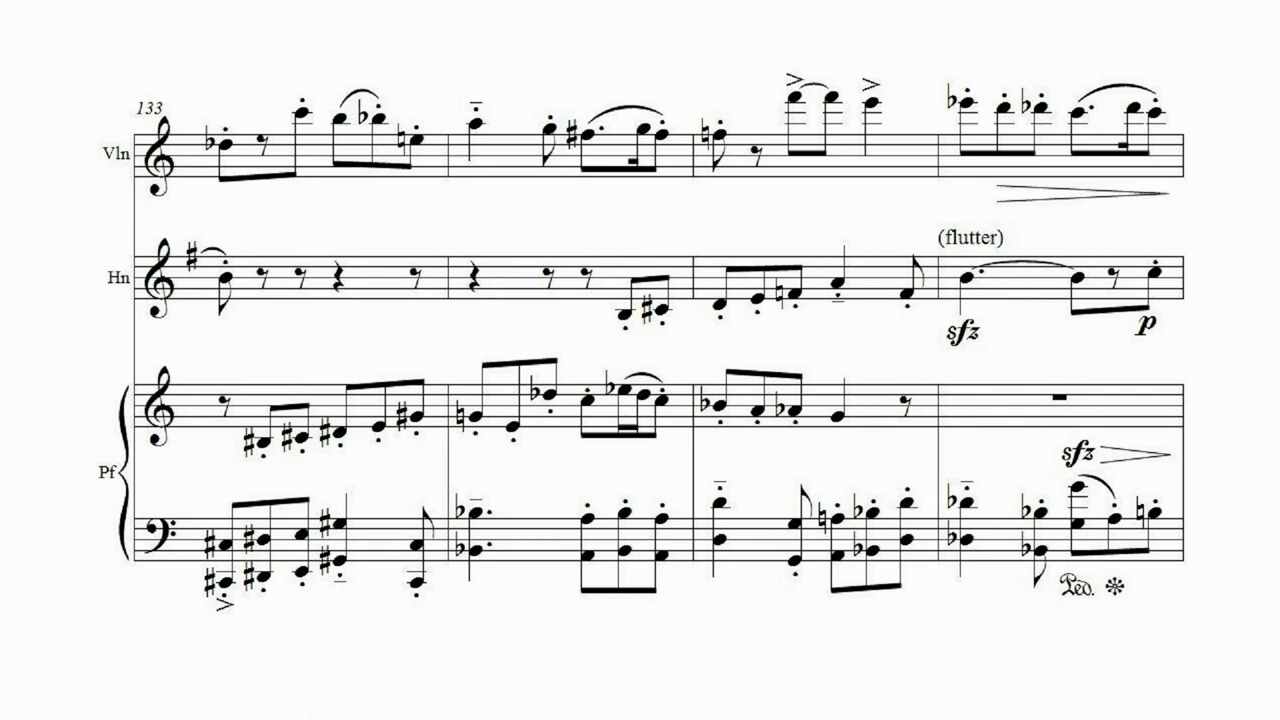 133
Vln
(flutter)
Hn
sfz
p
sfz
Pf
Ped.